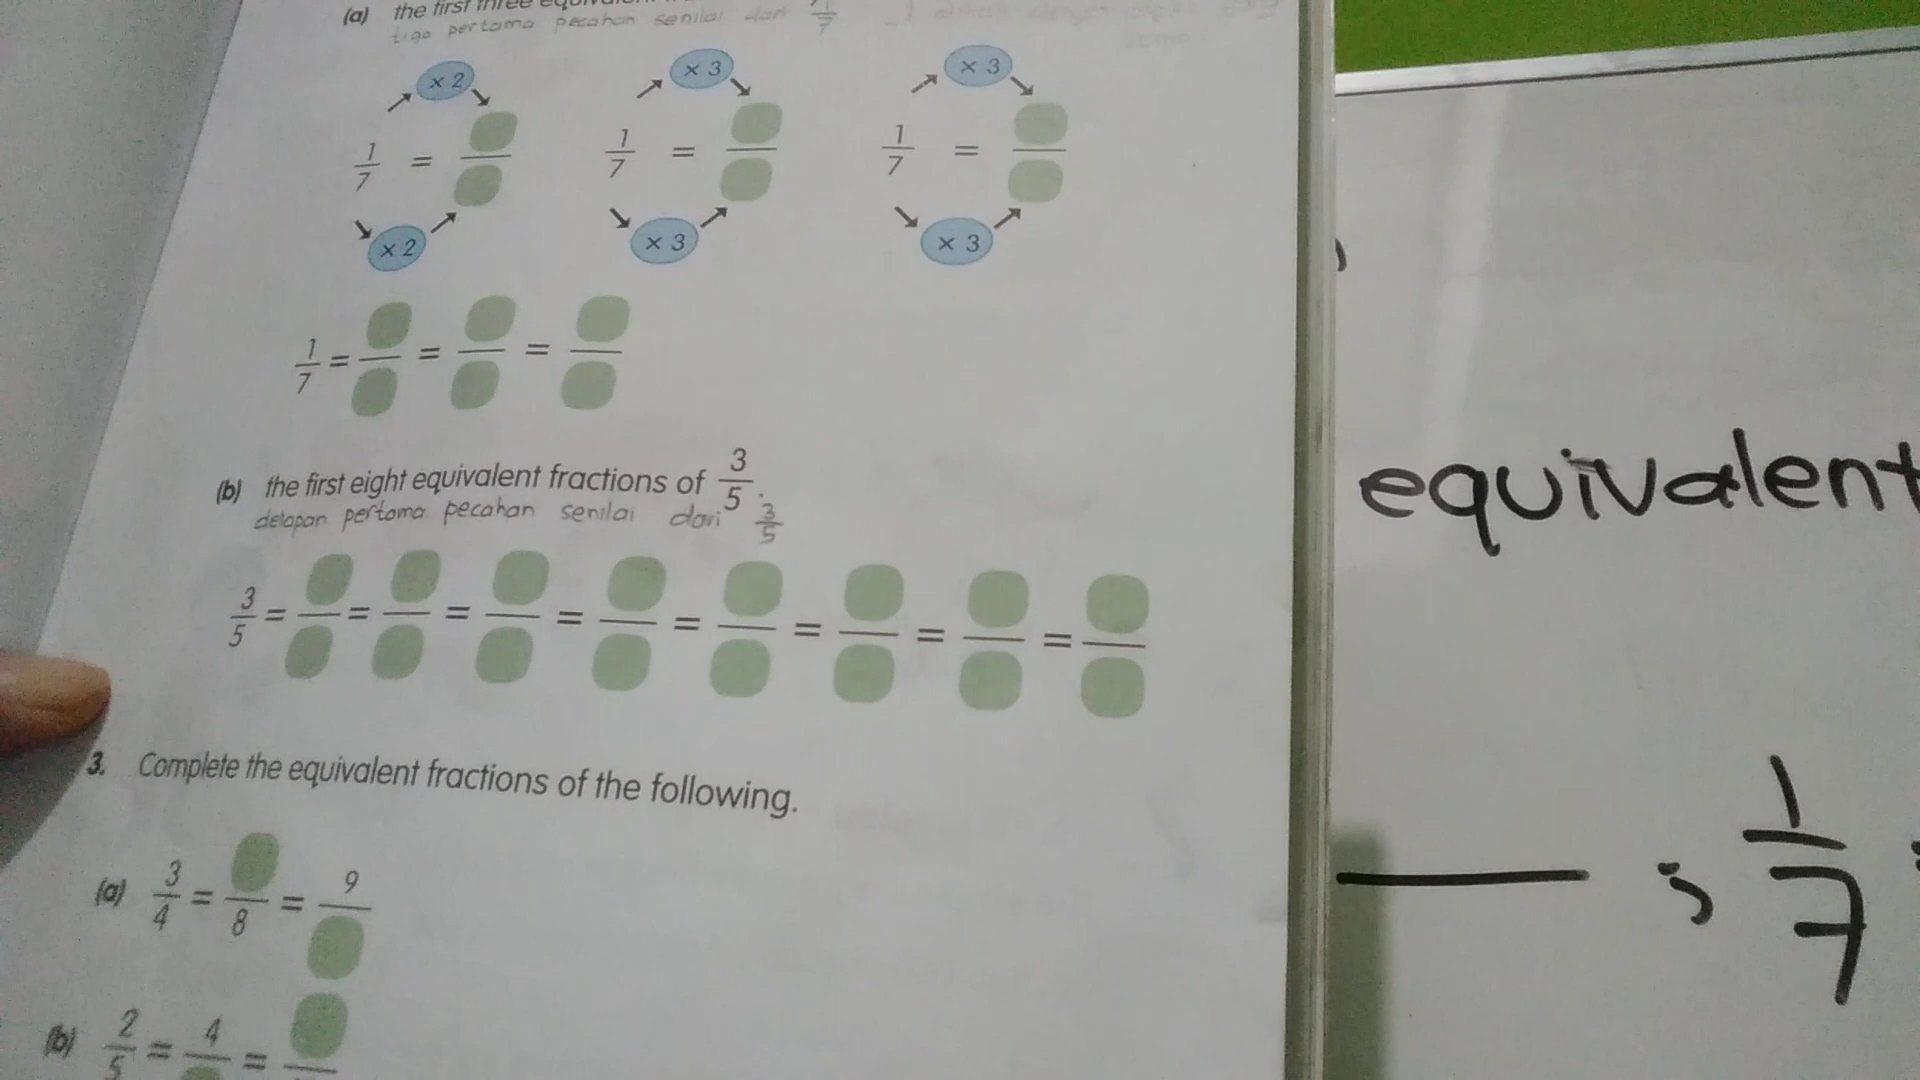 (a) the first three
tiga pertama pecahan senilai dari 1/7
× 2 × 3 × 3
1/7 = 1/7 = 1/7 =
× 2 × 3 × 3
1/7 = = =
(b) the first eight equivalent fractions of 3/5.
delapan pertama pecahan senilai dari 3/5
3/5 = = = = = = = =
3. Complete the equivalent fractions of the following.
(a) 3/4 = /8 = 9/
(b) 2/5 = 4/ =
equivalent
; 1/7